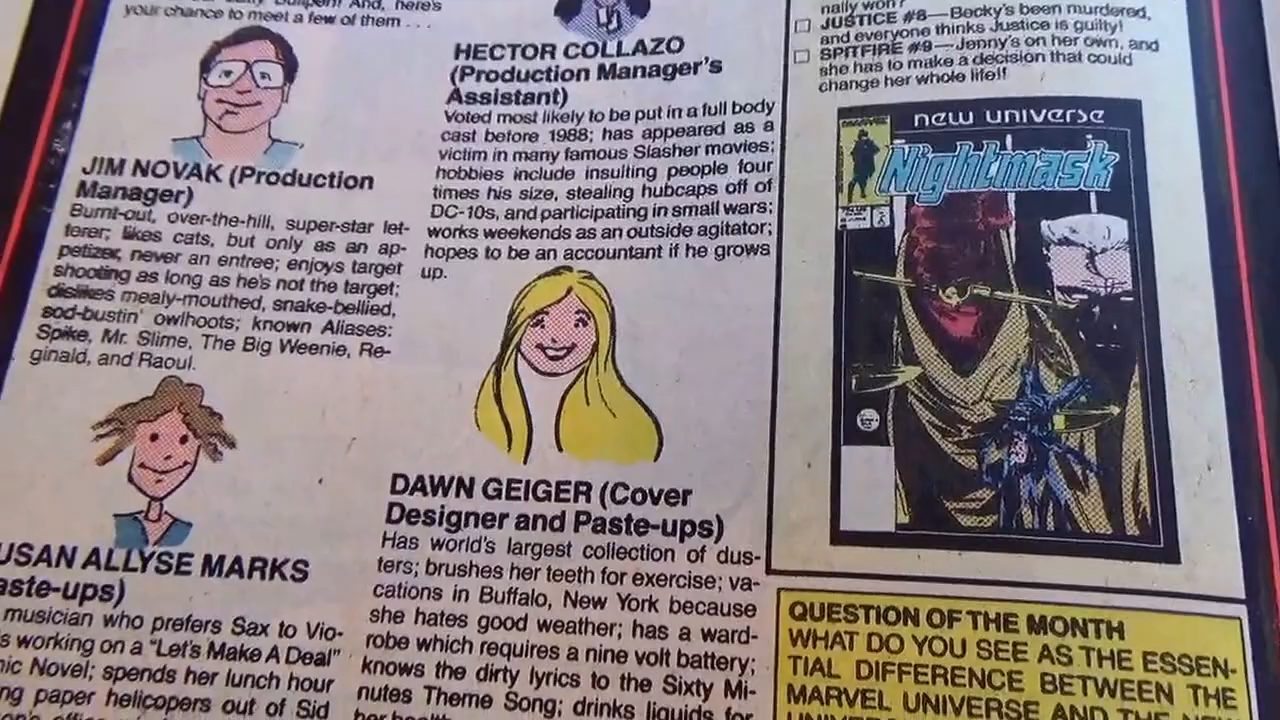 your chance to meet a few of them . . .
JIM NOVAK (Production
Manager)
Burnt-out, over-the-hill, super-star let-
terer; likes cats, but only as an ap-
petizer, never an entree; enjoys target
shooting as long as he's not the target;
dislikes mealy-mouthed, snake-bellied,
sod-bustin' owlhoots; known Aliases:
Spike, Mr. Slime, The Big Weenie, Re-
ginald, and Raoul.
USAN ALLYSE MARKS
aste-ups)
musician who prefers Sax to Vio-
s working on a "Let's Make A Deal"
nic Novel; spends her lunch hour
ng paper helicopters out of Sid
HECTOR COLLAZO
(Production Manager's
Assistant)
Voted most likely to be put in a full body
cast before 1988; has appeared as a
victim in many famous Slasher movies;
hobbies include insulting people four
times his size, stealing hubcaps off of
DC-10s, and participating in small wars;
works weekends as an outside agitator;
hopes to be an accountant if he grows
up.
DAWN GEIGER (Cover
Designer and Paste-ups)
Has world's largest collection of dus-
ters; brushes her teeth for exercise; va-
cations in Buffalo, New York because
she hates good weather; has a ward-
robe which requires a nine volt battery;
knows the dirty lyrics to the Sixty Mi-
nutes Theme Song; drinks liquids for
her health
nally won?
JUSTICE #8—Becky's been murdered,
and everyone thinks Justice is guilty!
SPITFIRE #9—Jenny's on her own, and
she has to make a decision that could
change her whole life!!
new universe
Nightmask
QUESTION OF THE MONTH
WHAT DO YOU SEE AS THE ESSEN-
TIAL DIFFERENCE BETWEEN THE
MARVEL UNIVERSE AND THE